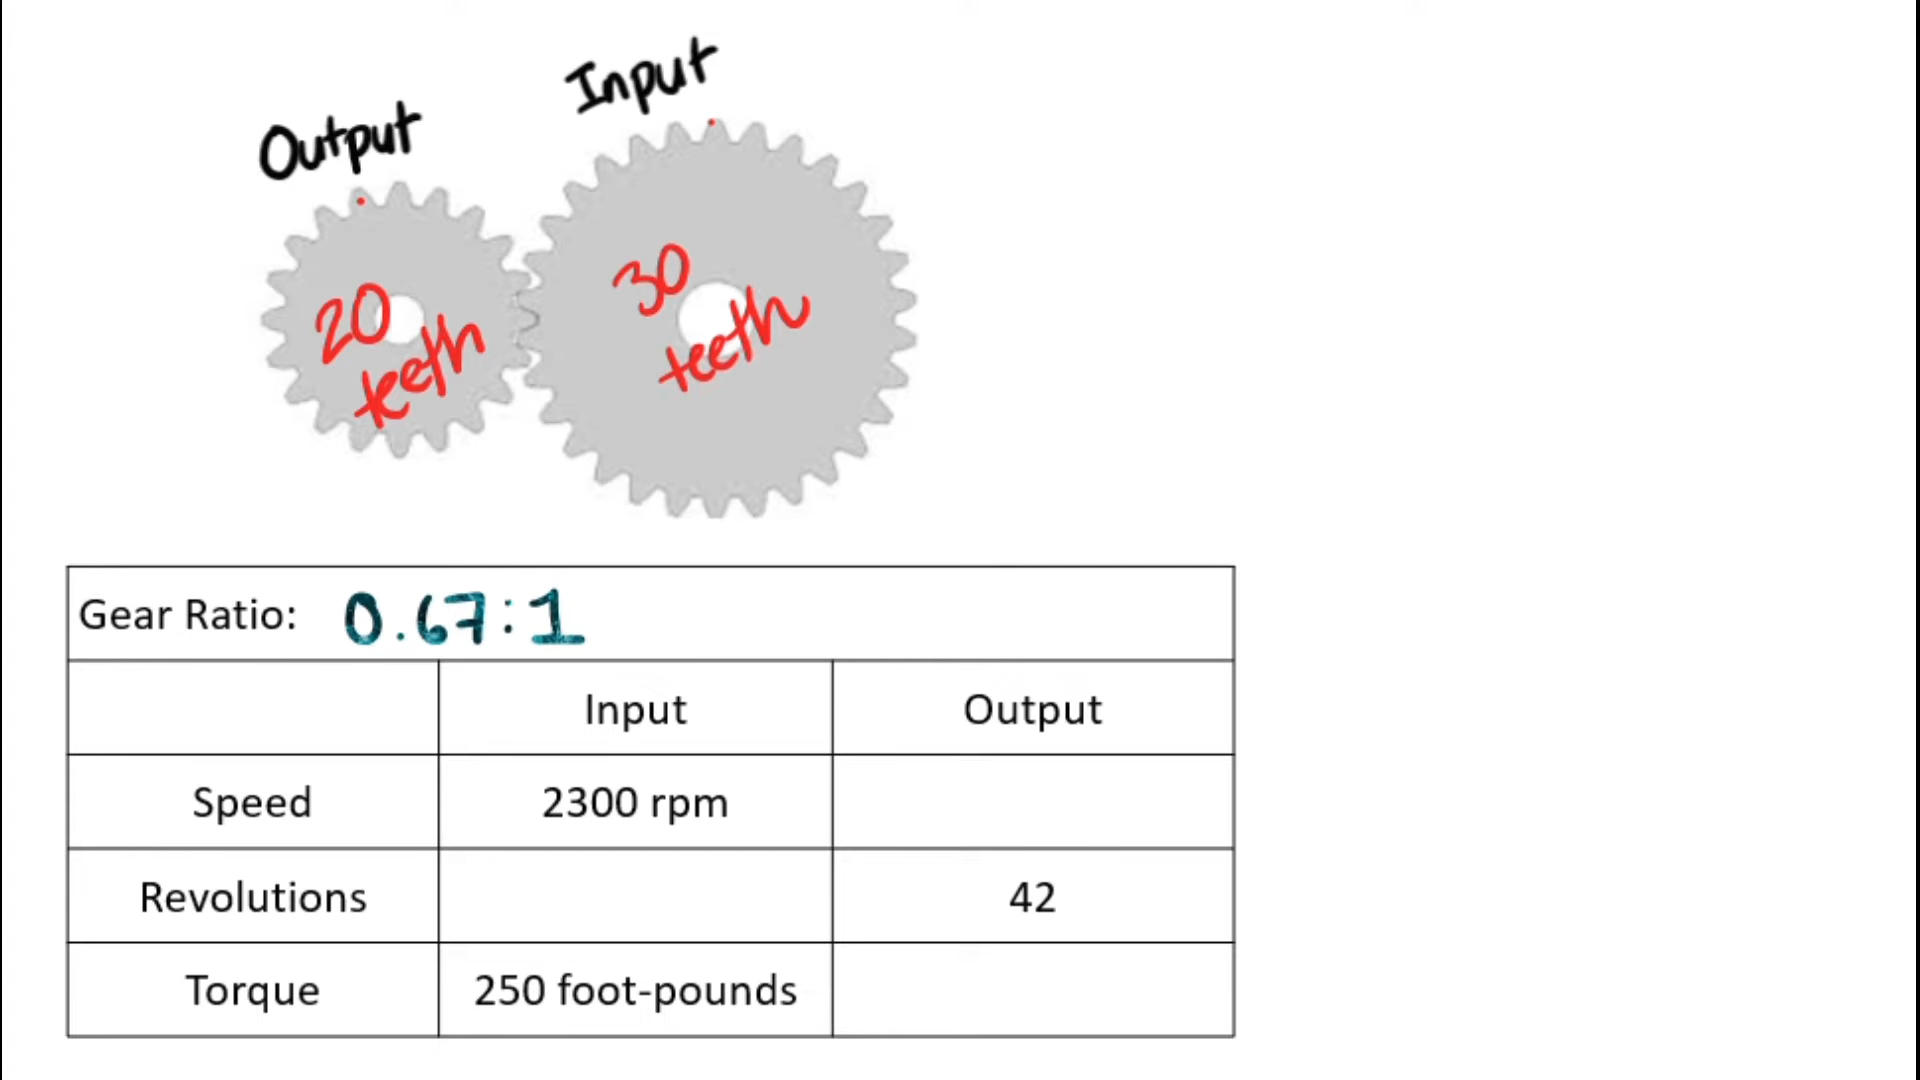 Output
Input
20
teeth
30
teeth
Gear Ratio: 0.67:1
Input Output
Speed 2300 rpm
Revolutions 42
Torque 250 foot-pounds